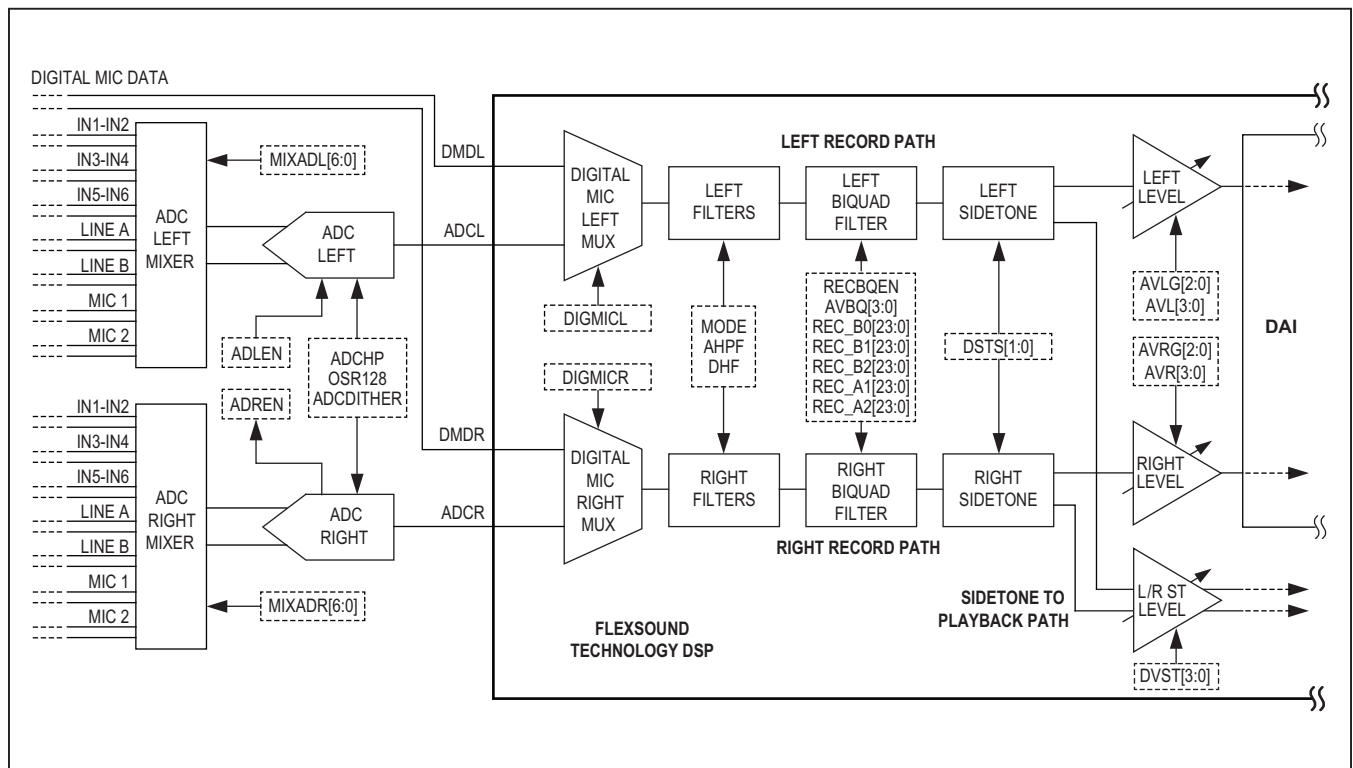 DIGITAL MIC DATA
IN1-IN2
IN3-IN4
IN5-IN6
LINE A
LINE B
MIC 1
MIC 2
ADC
LEFT
MIXER
MIXADL[6:0]
ADC
LEFT
ADLEN
ADCHP
OSR128
ADCDITHER
ADREN
IN1-IN2
IN3-IN4
IN5-IN6
LINE A
LINE B
MIC 1
MIC 2
ADC
RIGHT
MIXER
MIXADR[6:0]
ADC
RIGHT
DMDL
ADCL
DMDR
ADCR
DIGITAL
MIC
LEFT
MUX
DIGMICL
DIGMICR
DIGITAL
MIC
RIGHT
MUX
LEFT RECORD PATH
LEFT
FILTERS
LEFT
BIQUAD
FILTER
LEFT
SIDETONE
LEFT
LEVEL
MODE
AHPF
DHF
RECBQEN
AVBQ[3:0]
REC_B0[23:0]
REC_B1[23:0]
REC_B2[23:0]
REC_A1[23:0]
REC_A2[23:0]
DSTS[1:0]
AVLG[2:0]
AVL[3:0]
AVRG[2:0]
AVR[3:0]
DAI
RIGHT
FILTERS
RIGHT
BIQUAD
FILTER
RIGHT
SIDETONE
RIGHT
LEVEL
RIGHT RECORD PATH
FLEXSOUND
TECHNOLOGY DSP
SIDETONE TO
PLAYBACK PATH
L/R ST
LEVEL
DVST[3:0]